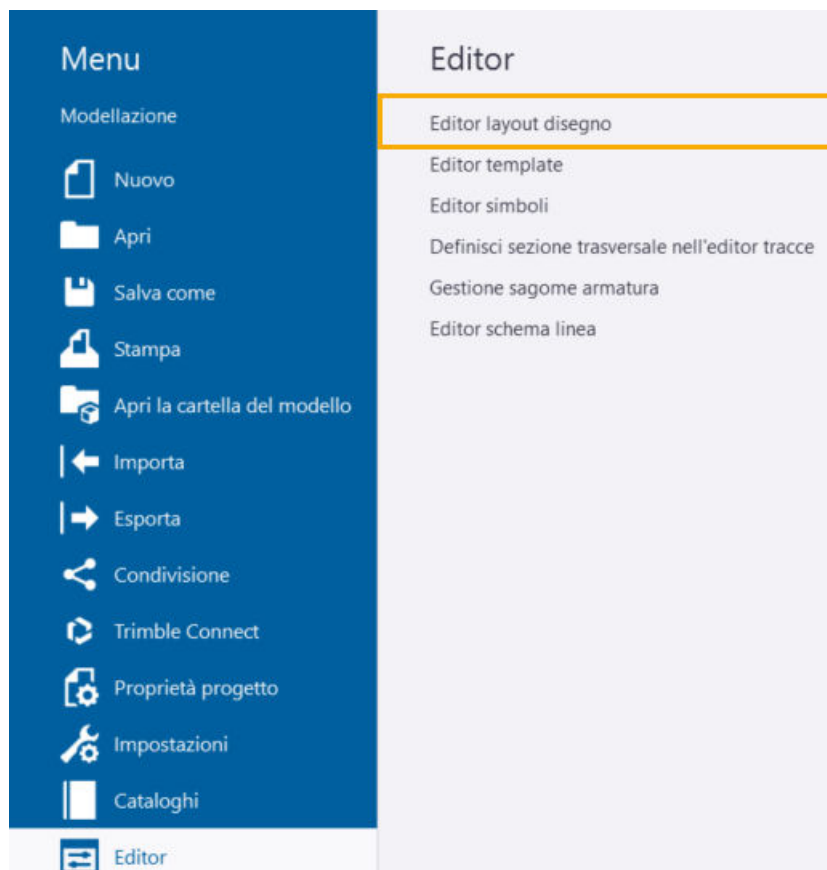 Menu
Modellazione
Nuovo
Apri
Salva come
Stampa
Apri la cartella del modello
Importa
Esporta
Condivisione
Trimble Connect
Proprietà progetto
Impostazioni
Cataloghi
Editor
Editor
Editor layout disegno
Editor template
Editor simboli
Definisci sezione trasversale nell'editor tracce
Gestione sagome armatura
Editor schema linea